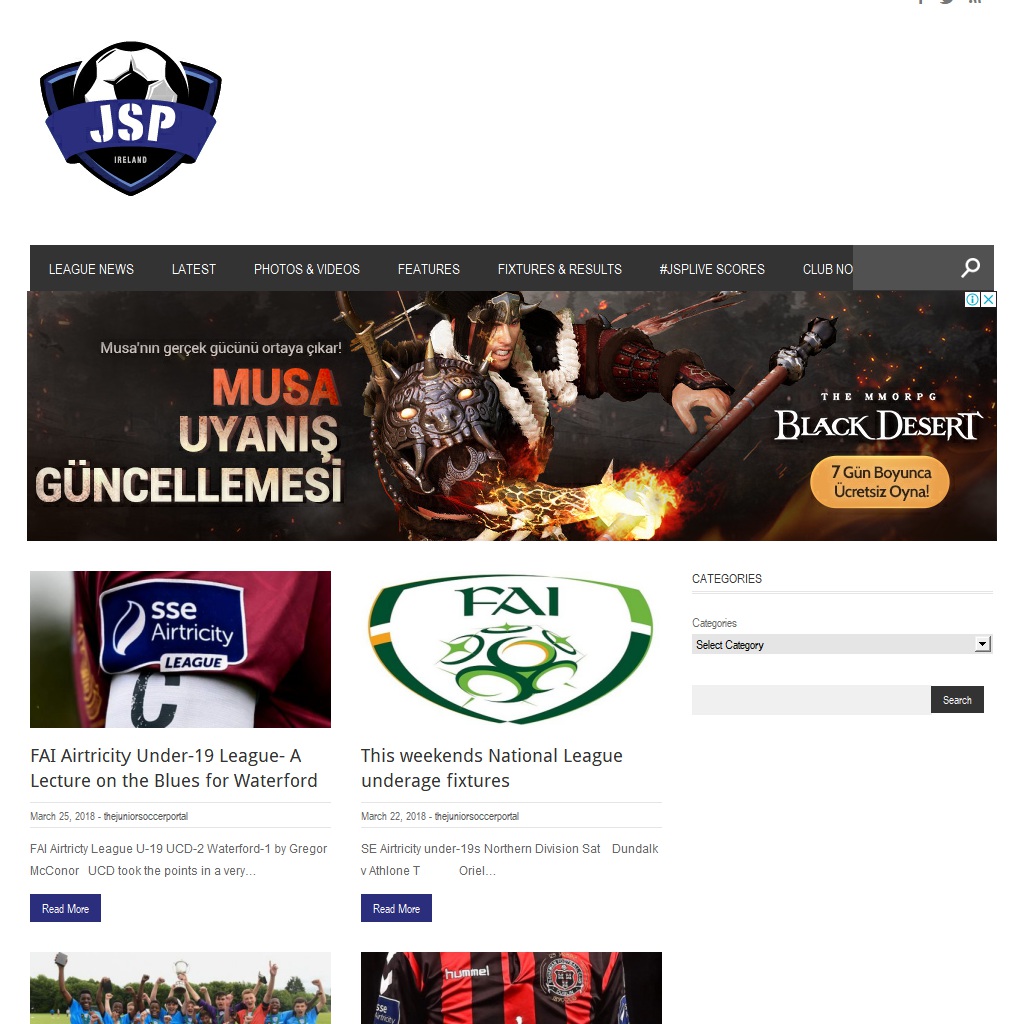 JSP
IRELAND
LEAGUE NEWS
LATEST
PHOTOS & VIDEOS
FEATURES
FIXTURES & RESULTS
#JSPLIVE SCORES
CLUB NO
Musa'nın gerçek gücünü ortaya çıkar!
MUSA
UYANIŞ
GÜNCELLEMESİ
THE MMORPG
BLACK DESERT
7 Gün Boyunca
Ücretsiz Oyna!
sse
Airtricity
LEAGUE
C
FAI Airtricity Under-19 League- A
Lecture on the Blues for Waterford
March 25, 2018 - thejuniorsoccerportal
FAI Airtricty League U-19 UCD-2 Waterford-1 by Gregor
McConor UCD took the points in a very…
Read More
FAI
This weekends National League
underage fixtures
March 22, 2018 - thejuniorsoccerportal
SE Airtricity under-19s Northern Division Sat Dundalk
v Athlone T Oriel…
Read More
CATEGORIES
Categories
Select Category
Search
hummel
sse
Airtricity